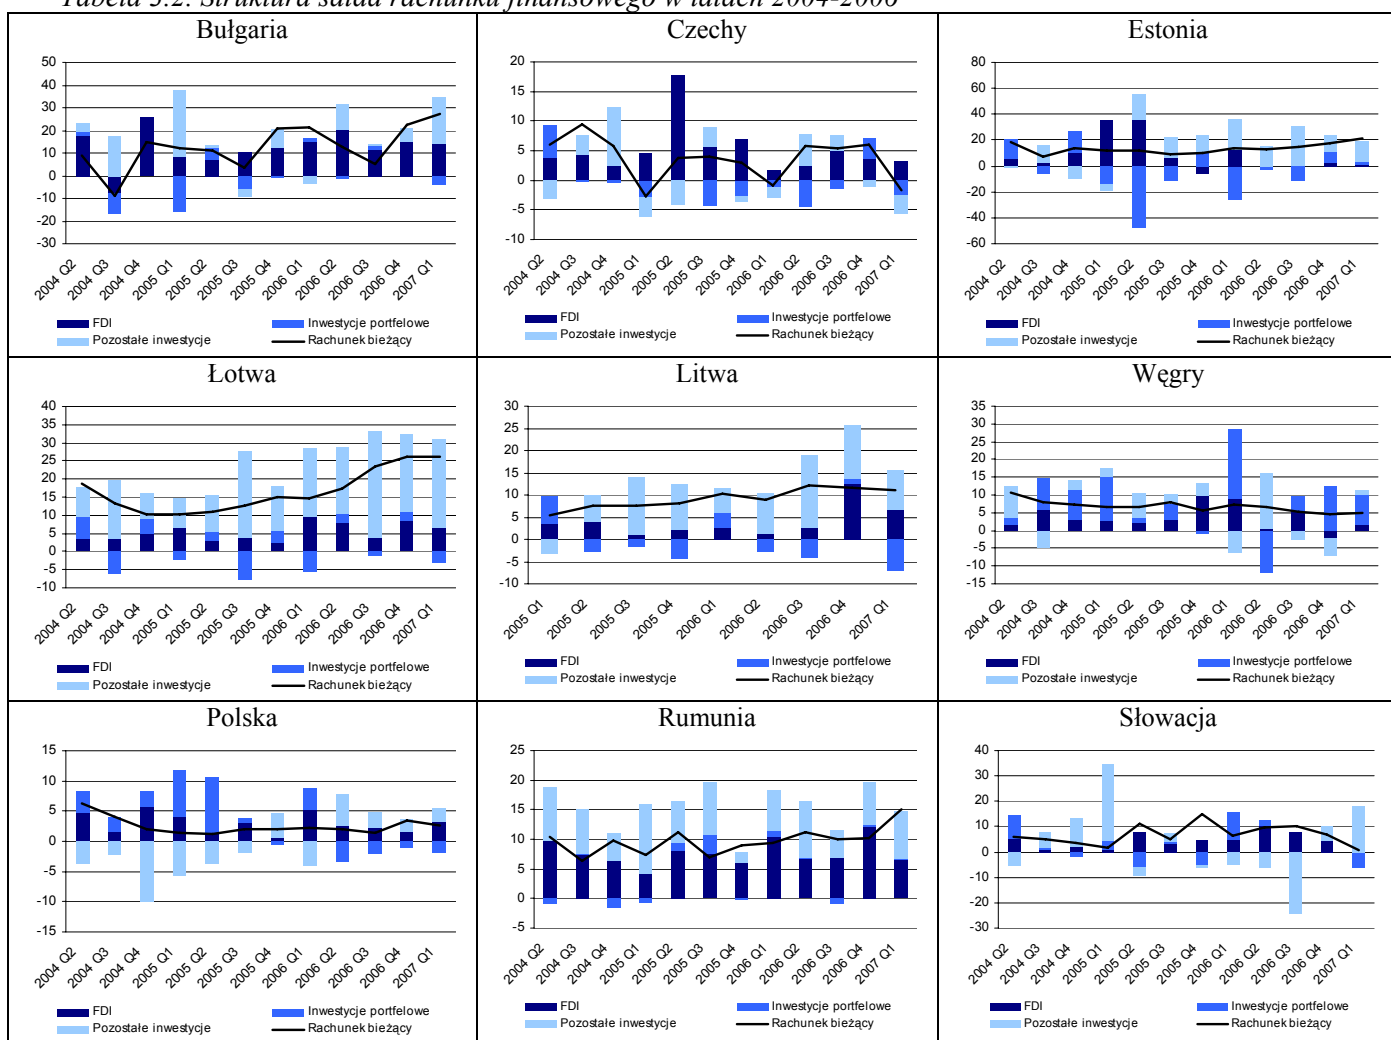 Tabela Struktura salda rachunku finansowego w latach 2004-2006
Bułgaria
50
40
30
20
10
0
-10
-20
-30
2004 Q2 2004 Q3 2004 Q4 2005 Q1 2005 Q2 2005 Q3 2005 Q4 2006 Q1 2006 Q2 2006 Q3 2006 Q4 2007 Q1
FDI Inwestycje portfelowe
Pozostałe inwestycje Rachunek bieżący
Czechy
20
15
10
5
0
-5
-10
2004 Q2 2004 Q3 2004 Q4 2005 Q1 2005 Q2 2005 Q3 2005 Q4 2006 Q1 2006 Q2 2006 Q3 2006 Q4 2007 Q1
FDI Inwestycje portfelowe
Pozostałe inwestycje Rachunek bieżący
Estonia
80
60
40
20
0
-20
-40
-60
2004 Q2 2004 Q3 2004 Q4 2005 Q1 2005 Q2 2005 Q3 2005 Q4 2006 Q1 2006 Q2 2006 Q3 2006 Q4 2007 Q1
FDI Inwestycje portfelowe
Pozostałe inwestycje Rachunek bieżący
Łotwa
40
35
30
25
20
15
10
5
0
-5
-10
2004 Q2 2004 Q3 2004 Q4 2005 Q1 2005 Q2 2005 Q3 2005 Q4 2006 Q1 2006 Q2 2006 Q3 2006 Q4 2007 Q1
FDI Inwestycje portfelowe
Pozostałe inwestycje Rachunek bieżący
Litwa
30
25
20
15
10
5
0
-5
-10
2005 Q1 2005 Q2 2005 Q3 2005 Q4 2006 Q1 2006 Q2 2006 Q3 2006 Q4 2007 Q1
FDI Inwestycje portfelowe
Pozostałe inwestycje Rachunek bieżący
Węgry
35
30
25
20
15
10
5
0
-5
-10
-15
2004 Q2 2004 Q3 2004 Q4 2005 Q1 2005 Q2 2005 Q3 2005 Q4 2006 Q1 2006 Q2 2006 Q3 2006 Q4 2007 Q1
FDI Inwestycje portfelowe
Pozostałe inwestycje Rachunek bieżący
Polska
15
10
5
0
-5
-10
-15
2004 Q2 2004 Q3 2004 Q4 2005 Q1 2005 Q2 2005 Q3 2005 Q4 2006 Q1 2006 Q2 2006 Q3 2006 Q4 2007 Q1
FDI Inwestycje portfelowe
Pozostałe inwestycje Rachunek bieżący
Rumunia
25
20
15
10
5
0
-5
2004 Q2 2004 Q3 2004 Q4 2005 Q1 2005 Q2 2005 Q3 2005 Q4 2006 Q1 2006 Q2 2006 Q3 2006 Q4 2007 Q1
FDI Inwestycje portfelowe
Pozostałe inwestycje Rachunek bieżący
Słowacja
40
30
20
10
0
-10
-20
-30
2004 Q2 2004 Q3 2004 Q4 2005 Q1 2005 Q2 2005 Q3 2005 Q4 2006 Q1 2006 Q2 2006 Q3 2006 Q4 2007 Q1
FDI Inwestycje portfelowe
Pozostałe inwestycje Rachunek bieżący